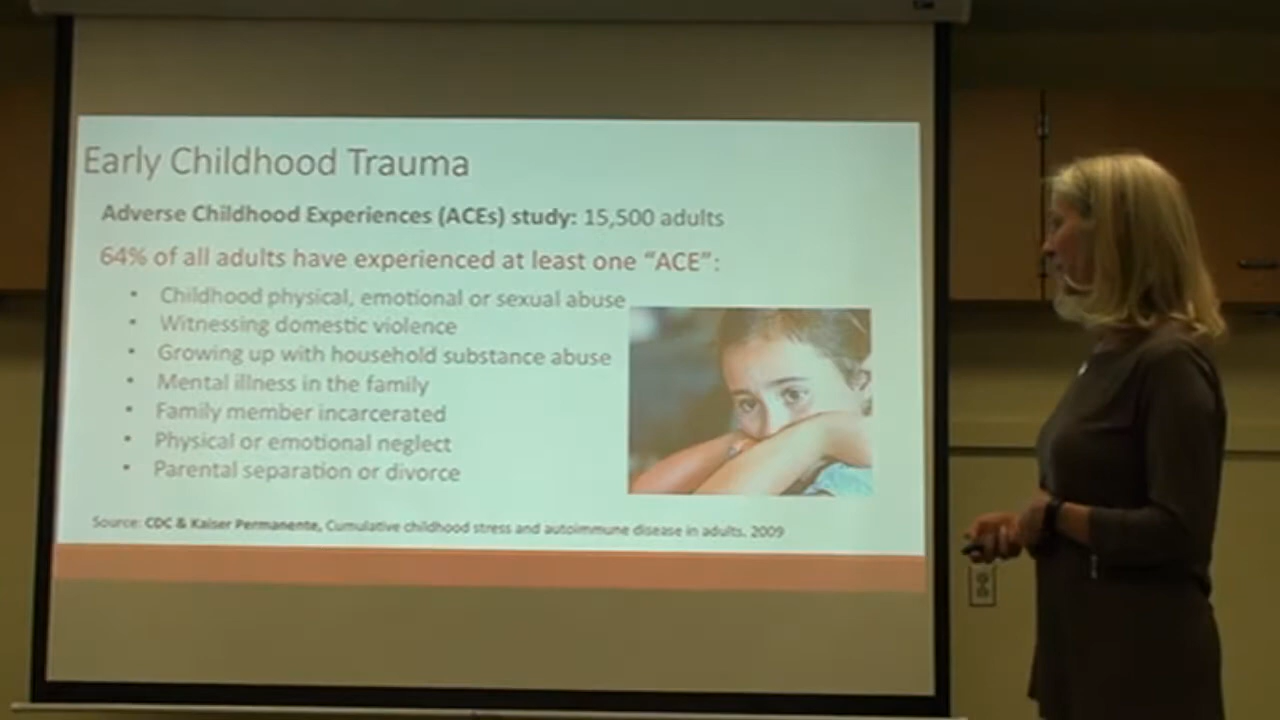 Early Childhood Trauma
Adverse Childhood Experiences (ACEs) study: 15,500 adults
64% of all adults have experienced at least one “ACE”:
• Childhood physical, emotional or sexual abuse
• Witnessing domestic violence
• Growing up with household substance abuse
• Mental illness in the family
• Family member incarcerated
• Physical or emotional neglect
• Parental separation or divorce
Source: CDC & Kaiser Permanente, Cumulative childhood stress and autoimmune disease in adults. 2009